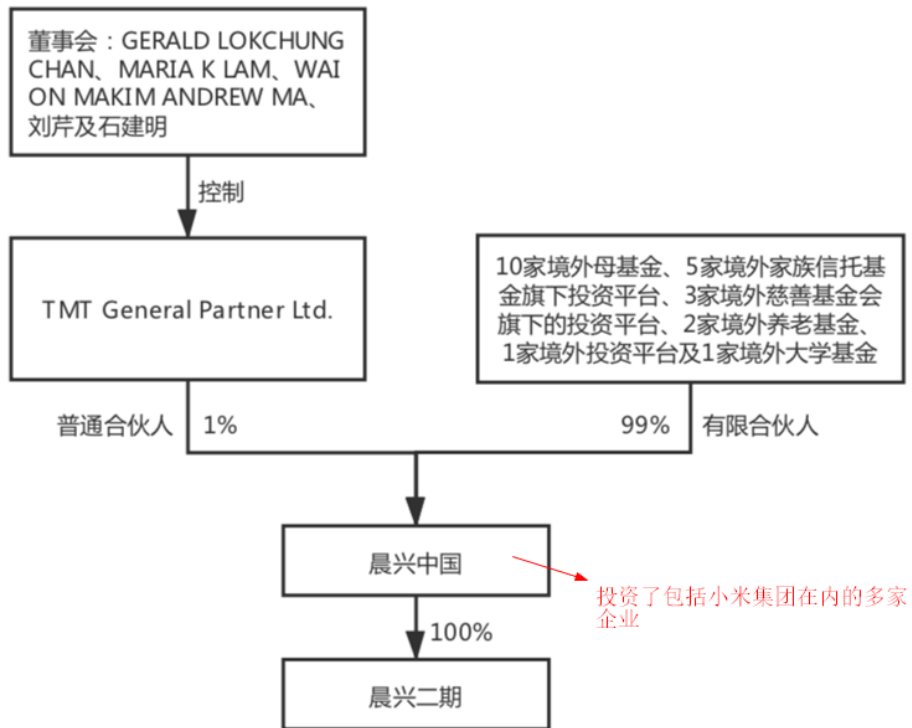 董事会：GERALD LOKCHUNG
CHAN、MARIA K LAM、WAI
ON MAKIM ANDREW MA、
刘芹及石建明
控制
TMT General Partner Ltd.
10家境外母基金、5家境外家族信托基
金旗下投资平台、3家境外慈善基金会
旗下的投资平台、2家境外养老基金、
1家境外投资平台及1家境外大学基金
普通合伙人 1%
99% 有限合伙人
晨兴中国
投资了包括小米集团在内的多家
企业
100%
晨兴二期